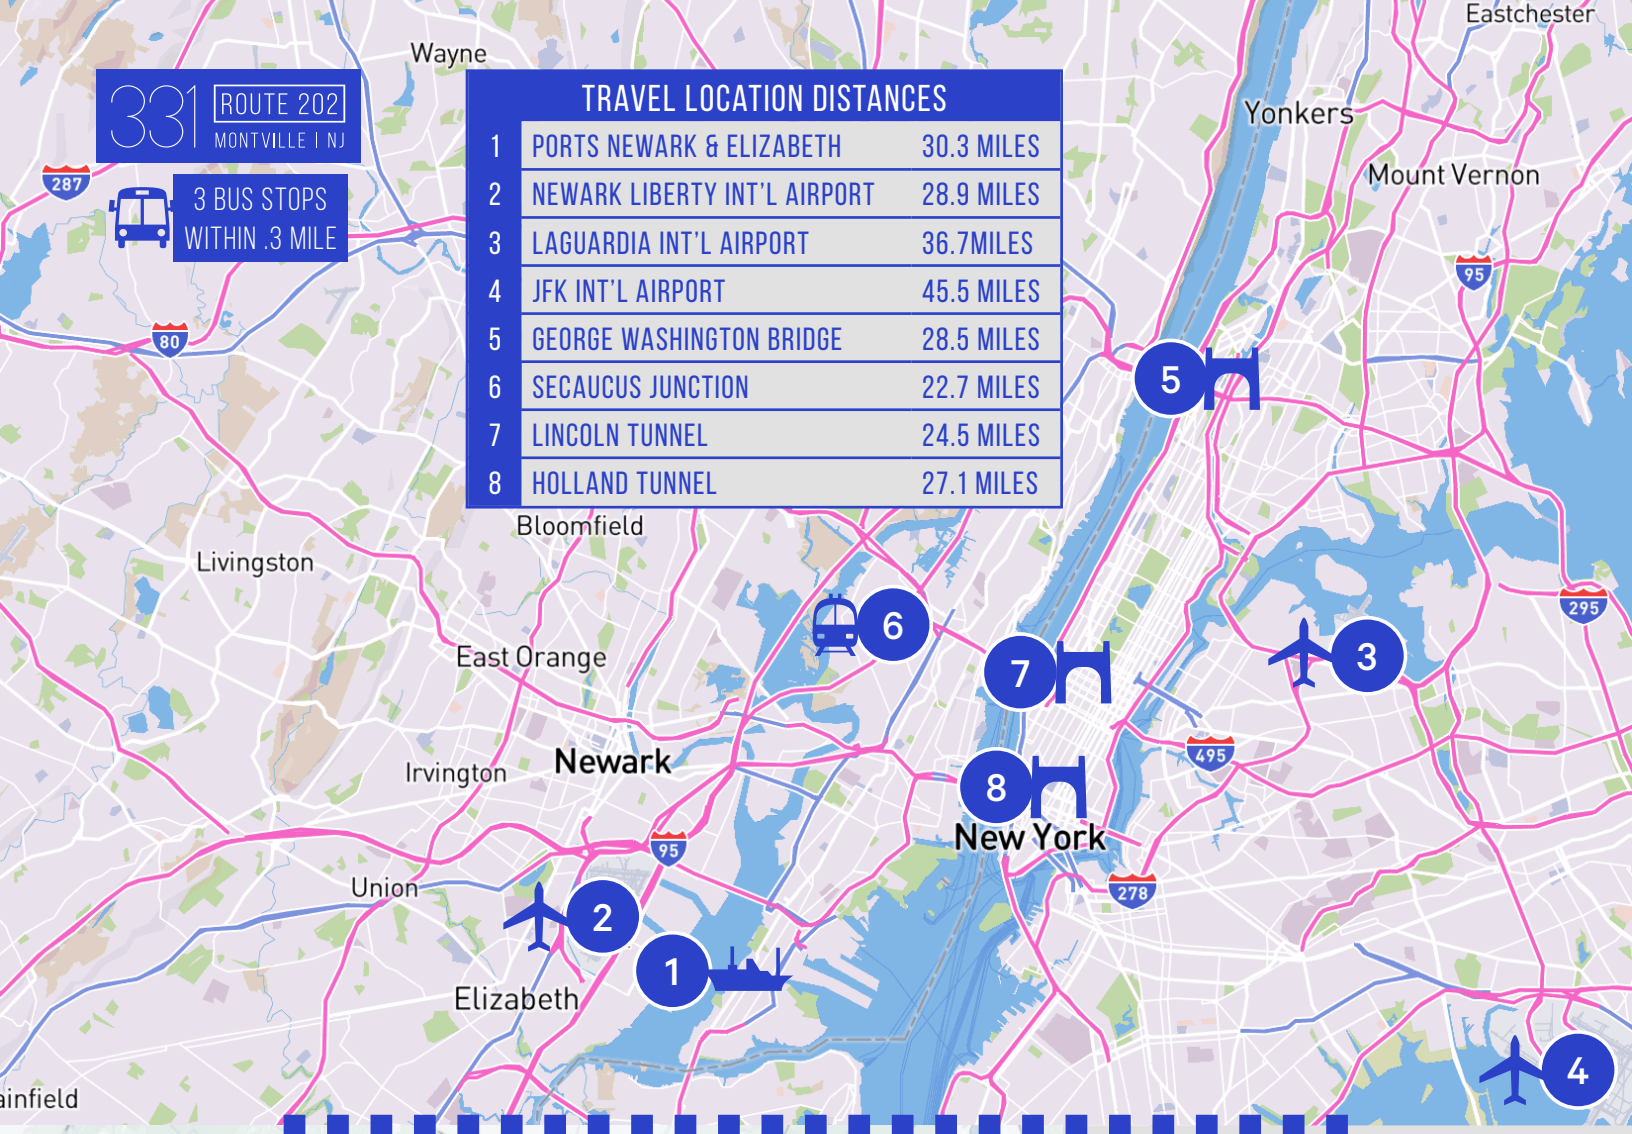 Eastchester
Wayne
331 ROUTE 202
MONTVILLE | NJ
TRAVEL LOCATION DISTANCES
1 PORTS NEWARK & ELIZABETH 30.3 MILES
2 NEWARK LIBERTY INT'L AIRPORT 28.9 MILES
3 LAGUARDIA INT'L AIRPORT 36.7MILES
4 JFK INT'L AIRPORT 45.5 MILES
5 GEORGE WASHINGTON BRIDGE 28.5 MILES
6 SECAUCUS JUNCTION 22.7 MILES
7 LINCOLN TUNNEL 24.5 MILES
8 HOLLAND TUNNEL 27.1 MILES
Yonkers
Mount Vernon
287
3 BUS STOPS
WITHIN .3 MILE
95
80
5
Bloomfield
Livingston
295
6
East Orange
7
3
Newark
495
Irvington
8
New York
95
Union
278
2
1
Elizabeth
4
ainfield